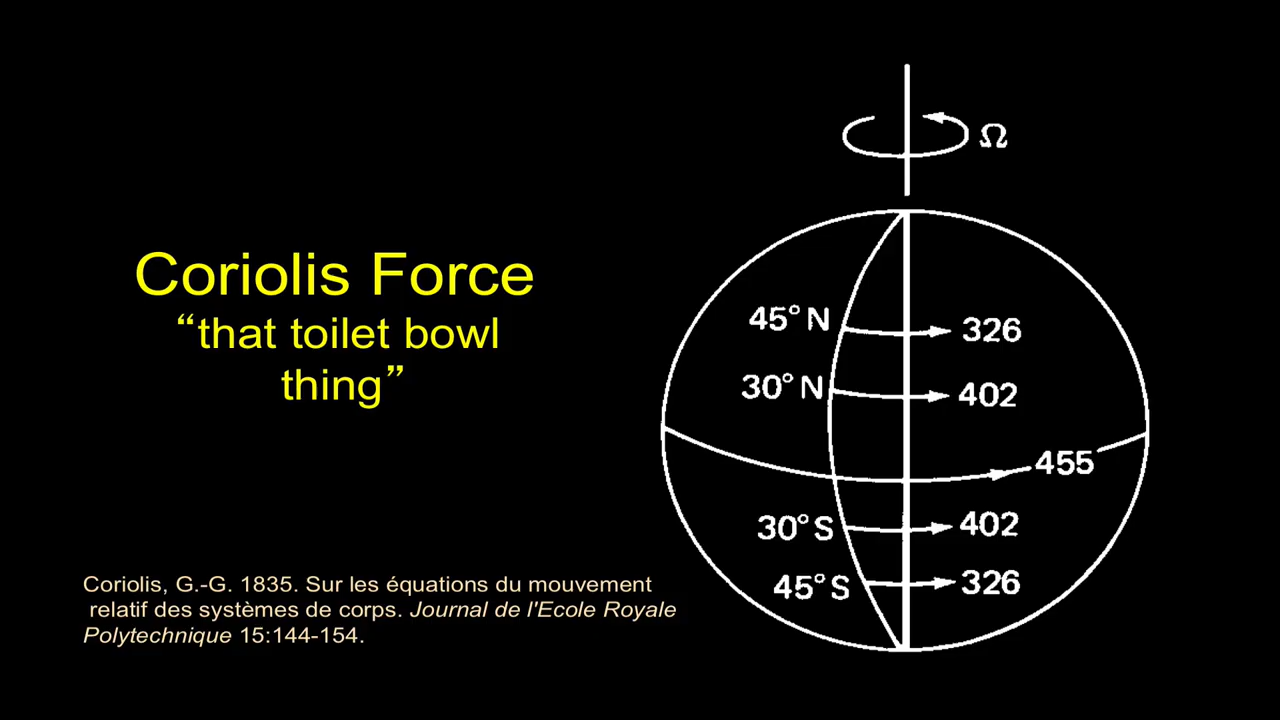 Coriolis Force
“that toilet bowl
thing”
Ω
45°N
326
30°N
402
455
30°S
402
45°S
326
Coriolis, G.-G. 1835. Sur les équations du mouvement
relatif des systèmes de corps. Journal de l'Ecole Royale
Polytechnique 15:144-154.